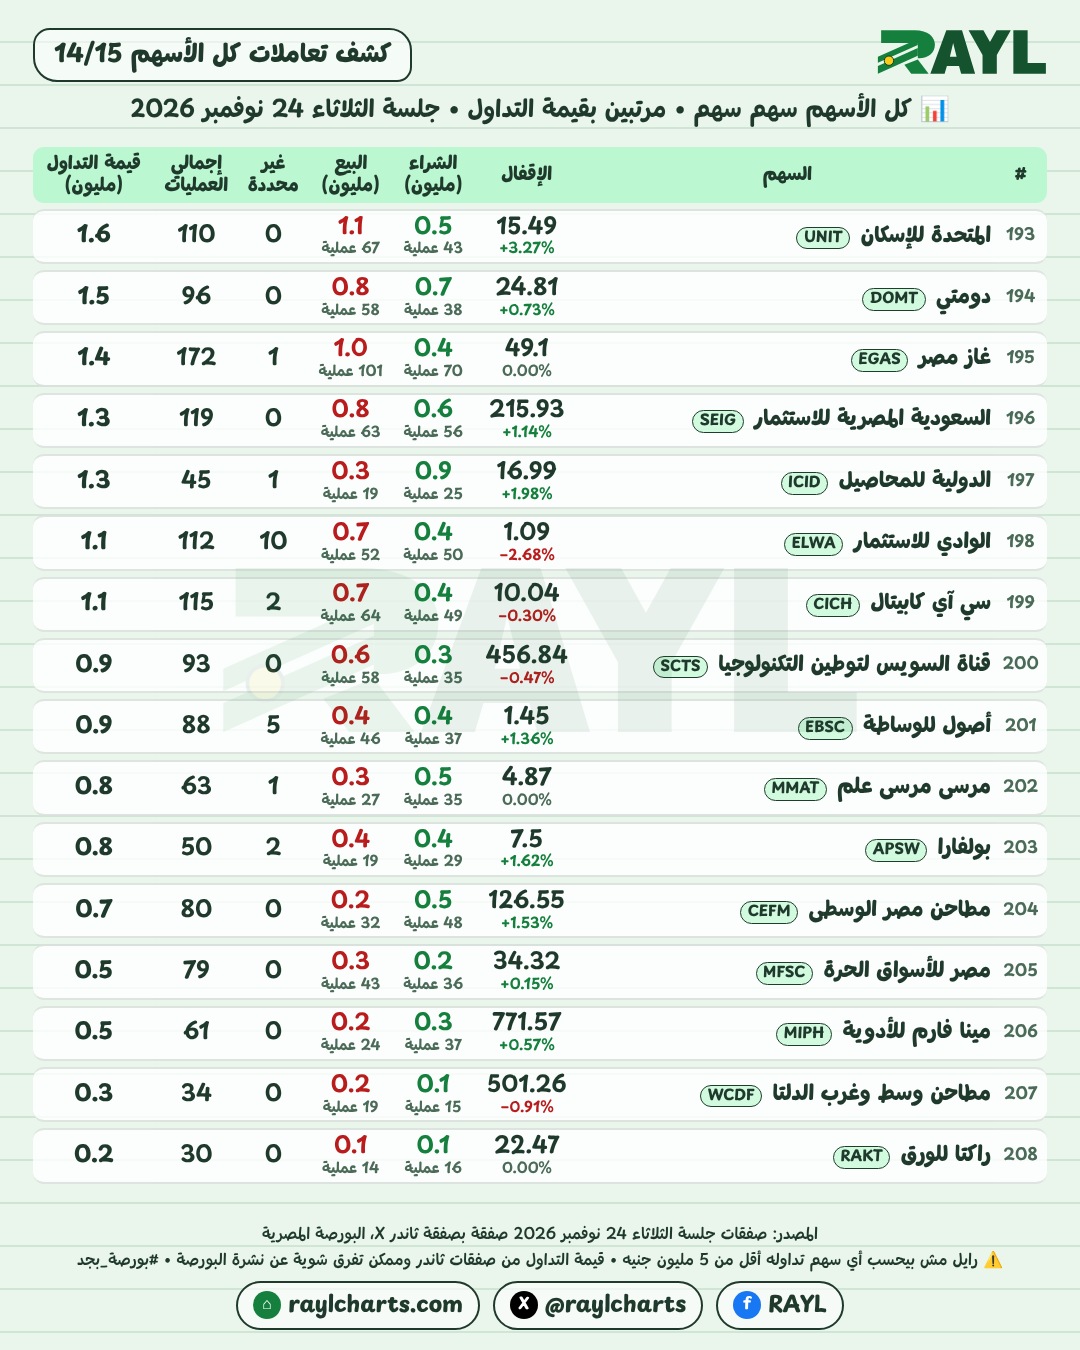 RAYL
كشف تعاملات كل الأسهم 14/15
📊 كل الأسهم سهم سهم • مرتبين بقيمة التداول • جلسة الثلاثاء 24 نوفمبر 2026
# السهم الإقفال الشراء (مليون) البيع (مليون) غير محددة إجمالي العمليات قيمة التداول (مليون)
193 المتحدة للإسكان UNIT 15.49 0.5 1.1 0 110 1.6
+3.27% 43 عملية 67 عملية
194 دومتي DOMT 24.81 0.7 0.8 0 96 1.5
+0.73% 38 عملية 58 عملية
195 غاز مصر EGAS 49.1 0.4 1.0 1 172 1.4
0.00% 70 عملية 101 عملية
196 السعودية المصرية للاستثمار SEIG 215.93 0.6 0.8 0 119 1.3
+1.14% 56 عملية 63 عملية
197 الدولية للمحاصيل ICID 16.99 0.9 0.3 1 45 1.3
+1.98% 25 عملية 19 عملية
198 الوادي للاستثمار ELWA 1.09 0.4 0.7 10 112 1.1
−2.68% 50 عملية 52 عملية
199 سي آي كابيتال CICH 10.04 0.4 0.7 2 115 1.1
−0.30% 49 عملية 64 عملية
200 قناة السويس لتوطين التكنولوجيا SCTS 456.84 0.3 0.6 0 93 0.9
−0.47% 35 عملية 58 عملية
201 أصول للوساطة EBSC 1.45 0.4 0.4 5 88 0.9
+1.36% 37 عملية 46 عملية
202 مرسى مرسى علم MMAT 4.87 0.5 0.3 1 63 0.8
0.00% 35 عملية 27 عملية
203 بولفارا APSW 7.5 0.4 0.4 2 50 0.8
+1.62% 29 عملية 19 عملية
204 مطاحن مصر الوسطى CEFM 126.55 0.5 0.2 0 80 0.7
+1.53% 48 عملية 32 عملية
205 مصر للأسواق الحرة MFSC 34.32 0.2 0.3 0 79 0.5
+0.15% 36 عملية 43 عملية
206 مينا فارم للأدوية MIPH 771.57 0.3 0.2 0 61 0.5
+0.57% 37 عملية 24 عملية
207 مطاحن وسط وغرب الدلتا WCDF 501.26 0.1 0.2 0 34 0.3
−0.91% 15 عملية 19 عملية
208 راكتا للورق RAKT 22.47 0.1 0.1 0 30 0.2
0.00% 16 عملية 14 عملية
RAYL
المصدر: صفقات جلسة الثلاثاء 24 نوفمبر 2026 صفقة بصفقة ثاندر X، البورصة المصرية
⚠️ رايل مش بيحسب أي سهم تداوله أقل من 5 مليون جنيه • قيمة التداول من صفقات ثاندر وممكن تفرق شوية عن نشرة البورصة • #بورصة_بجد
raylcharts.com X @raylcharts f RAYL